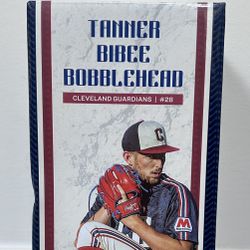 TANNER
BIBEE
BOBBLEHEAD
CLEVELAND GUARDIANS | #28
C
M